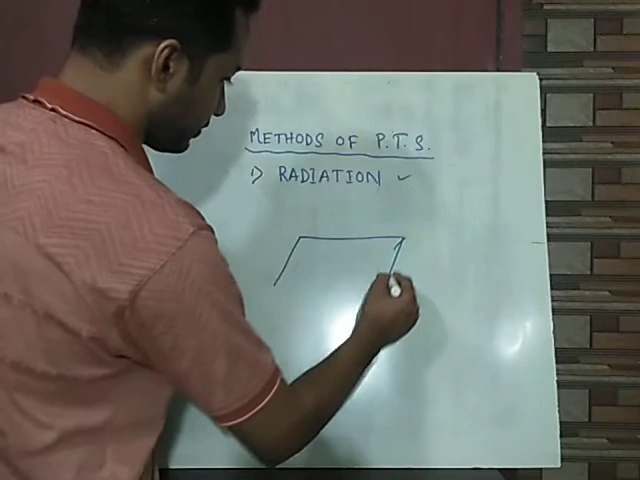 METHODS OF P.T.S.
1) RADIATION ✓